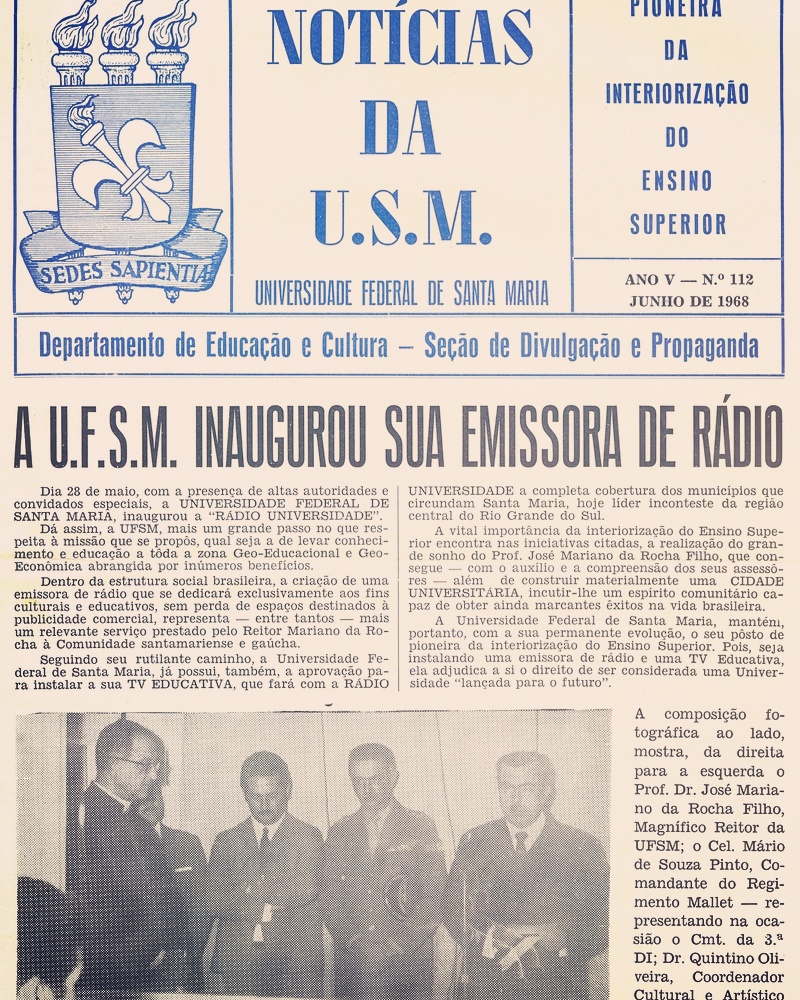 NOTÍCIAS
DA
U.S.M.
UNIVERSIDADE FEDERAL DE SANTA MARIA
SEDES SAPIENTIÆ
PIONEIRA
DA
INTERIORIZAÇÃO
DO
ENSINO
SUPERIOR
ANO V — N.º 112
JUNHO DE 1968
Departamento de Educação e Cultura — Seção de Divulgação e Propaganda
A U.F.S.M. INAUGUROU SUA EMISSORA DE RÁDIO
Dia 28 de maio, com a presença de altas autoridades e
convidados especiais, a UNIVERSIDADE FEDERAL DE
SANTA MARIA, inaugurou a “RÁDIO UNIVERSIDADE”.
Dá assim, a UFSM, mais um grande passo no que res-
peita à missão que se propôs, qual seja a de levar conheci-
mento e educação a tôda a zona Geo-Educacional e Geo-
Econômica abrangida por inúmeros benefícios.
Dentro da estrutura social brasileira, a criação de uma
emissora de rádio que se dedicará exclusivamente aos fins
culturais e educativos, sem perda de espaços destinados à
publicidade comercial, representa — entre tantos — mais
um relevante serviço prestado pelo Reitor Mariano da Ro-
cha à Comunidade santamariense e gaúcha.
Seguindo seu rutilante caminho, a Universidade Fe-
deral de Santa Maria, já possui, também, a aprovação pa-
ra instalar a sua TV EDUCATIVA, que fará com a RÁDIO
UNIVERSIDADE a completa cobertura dos municípios que
circundam Santa Maria, hoje líder inconteste da região
central do Rio Grande do Sul.
A vital importância da interiorização do Ensino Supe-
rior encontra nas iniciativas citadas, a realização do gran-
de sonho do Prof. José Mariano da Rocha Filho, que con-
segue — com o auxílio e a compreensão dos seus assessô-
res — além de construir materialmente uma CIDADE
UNIVERSITÁRIA, incutir-lhe um espírito comunitário ca-
paz de obter ainda marcantes êxitos na vida brasileira.
A Universidade Federal de Santa Maria, mantém,
portanto, com a sua permanente evolução, o seu pôsto de
pioneira da interiorização do Ensino Superior. Pois, seja
instalando uma emissora de rádio e uma TV Educativa,
ela adjudica a si o direito de ser considerada uma Univer-
sidade “lançada para o futuro”.
A composição fo-
tográfica ao lado,
mostra, da direita
para a esquerda o
Prof. Dr. José Maria-
no da Rocha Filho,
Magnífico Reitor da
UFSM; o Cel. Mário
de Souza Pinto, Co-
mandante do Regi-
mento Mallet — re-
presentando na oca-
sião o Cmt. da 3.ª
DI; Dr. Quintino Oli-
veira, Coordenador
Cultural e Artístico